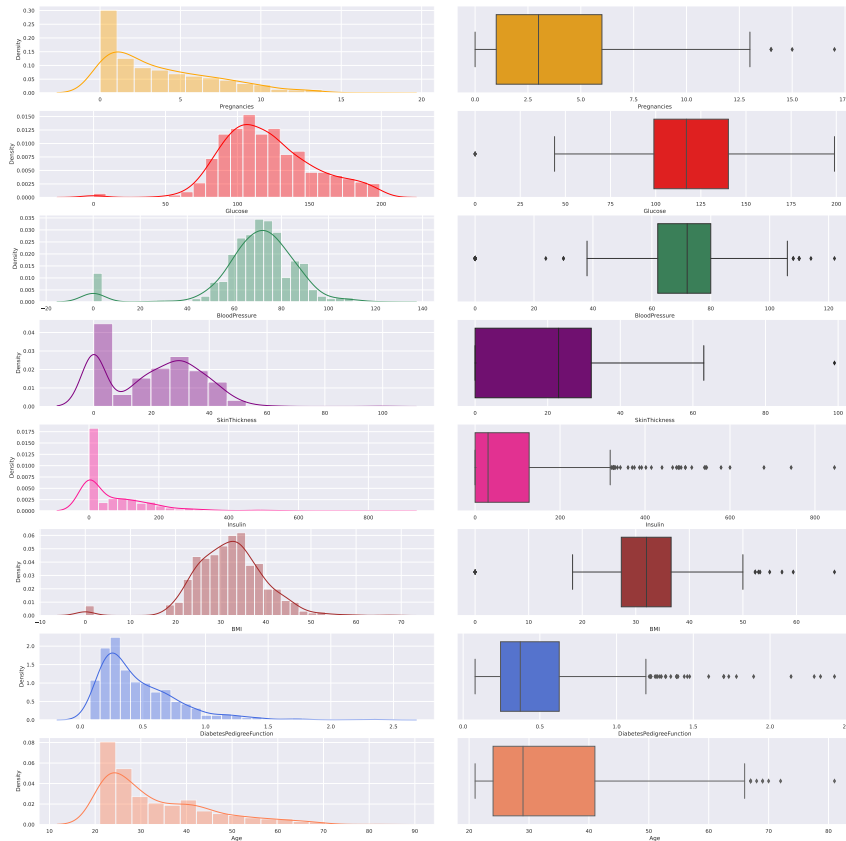 0.30
0.25
0.20
0.15
0.10
0.05
0.00
Density
0 5 10 15 20
Pregnancies
0.0 2.5 5.0 7.5 10.0 12.5 15.0 17.5
Pregnancies
0.0150
0.0125
0.0100
0.0075
0.0050
0.0025
0.0000
Density
0 50 100 150 200
Glucose
0 25 50 75 100 125 150 175 200
Glucose
0.035
0.030
0.025
0.020
0.015
0.010
0.005
0.000
Density
−20 0 20 40 60 80 100 120 140
BloodPressure
0 20 40 60 80 100 120
BloodPressure
0.04
0.03
0.02
0.01
0.00
Density
0 20 40 60 80 100
SkinThickness
0 20 40 60 80 100
SkinThickness
0.0175
0.0150
0.0125
0.0100
0.0075
0.0050
0.0025
0.0000
Density
0 200 400 600 800
Insulin
0 200 400 600 800
Insulin
0.06
0.05
0.04
0.03
0.02
0.01
0.00
Density
−10 0 10 20 30 40 50 60 70
BMI
0 10 20 30 40 50 60
BMI
2.0
1.5
1.0
0.5
0.0
Density
0.0 0.5 1.0 1.5 2.0 2.5
DiabetesPedigreeFunction
0.0 0.5 1.0 1.5 2.0
DiabetesPedigreeFunction
0.08
0.06
0.04
0.02
0.00
Density
10 20 30 40 50 60 70 80 90
Age
20 30 40 50 60 70 80
Age